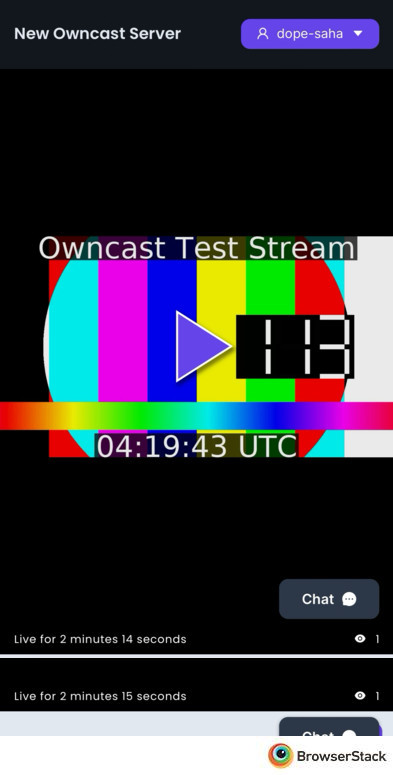 New Owncast Server
dope-saha
Owncast Test Stream
113
04:19:43 UTC
Chat
Live for 2 minutes 14 seconds
1
Live for 2 minutes 15 seconds
1
Chat
BrowserStack